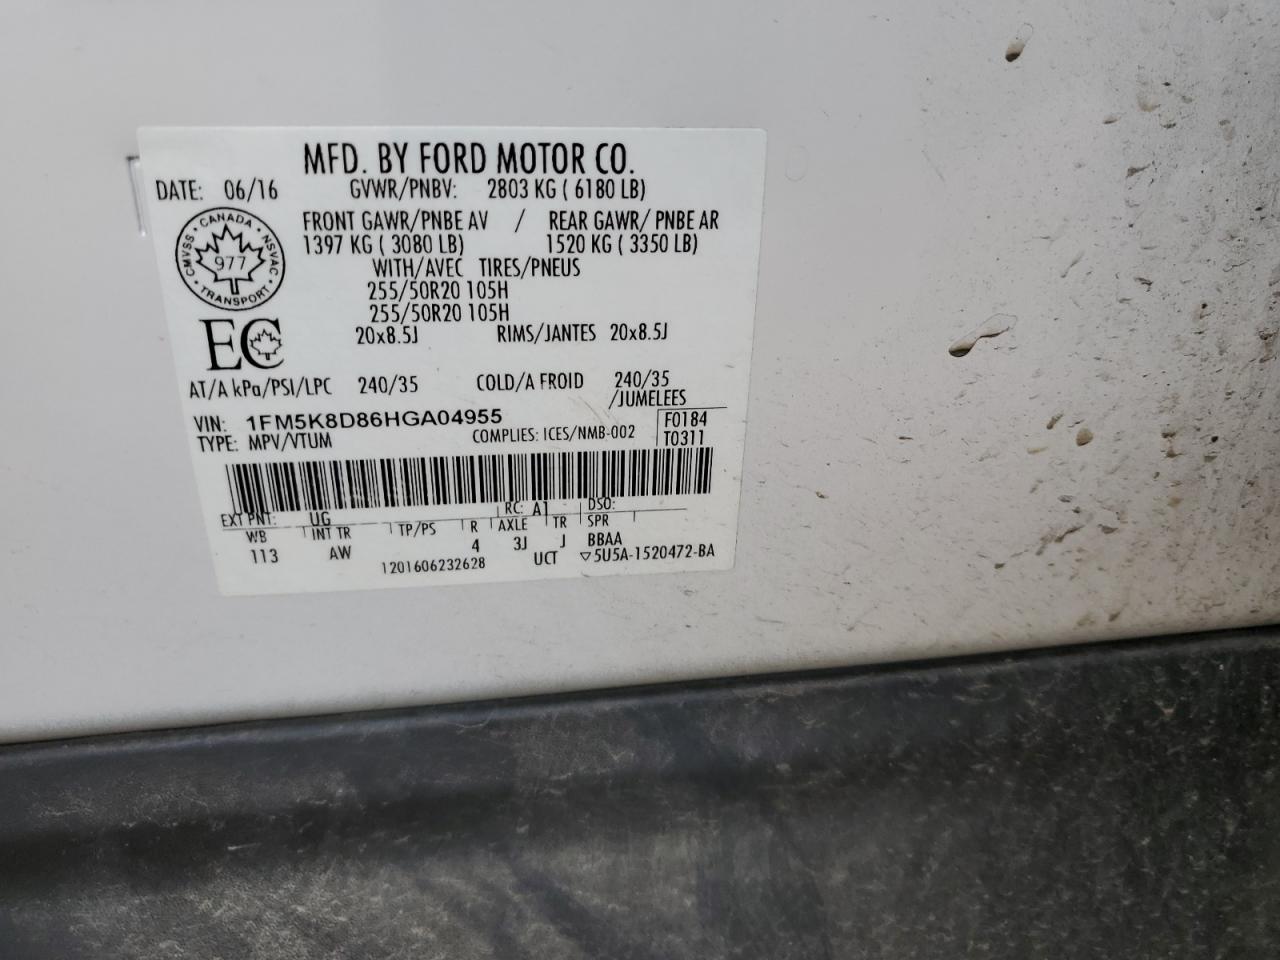 MFD. BY FORD MOTOR CO.
DATE: 06/16 GVWR/PNBV: 2803 KG ( 6180 LB)
FRONT GAWR/PNBE AV / REAR GAWR/ PNBE AR
1397 KG ( 3080 LB) 1520 KG ( 3350 LB)
WITH/AVEC TIRES/PNEUS
255/50R20 105H
255/50R20 105H
20x8.5J RIMS/JANTES 20x8.5J
CANADA • NSVAC • TRANSPORT • CMVSS •
977
EC
AT/A kPa/PSI/LPC 240/35 COLD/A FROID 240/35
/JUMELEES
VIN: 1FM5K8D86HGA04955 F0184
TYPE: MPV/VTUM COMPLIES: ICES/NMB-002 T0311
EXT PNT: UG RC: A1 DSO:
WB INT TR TP/PS R AXLE TR SPR
113 AW 4 3J J BBAA
1201606232628 UCT ▽5U5A-1520472-BA